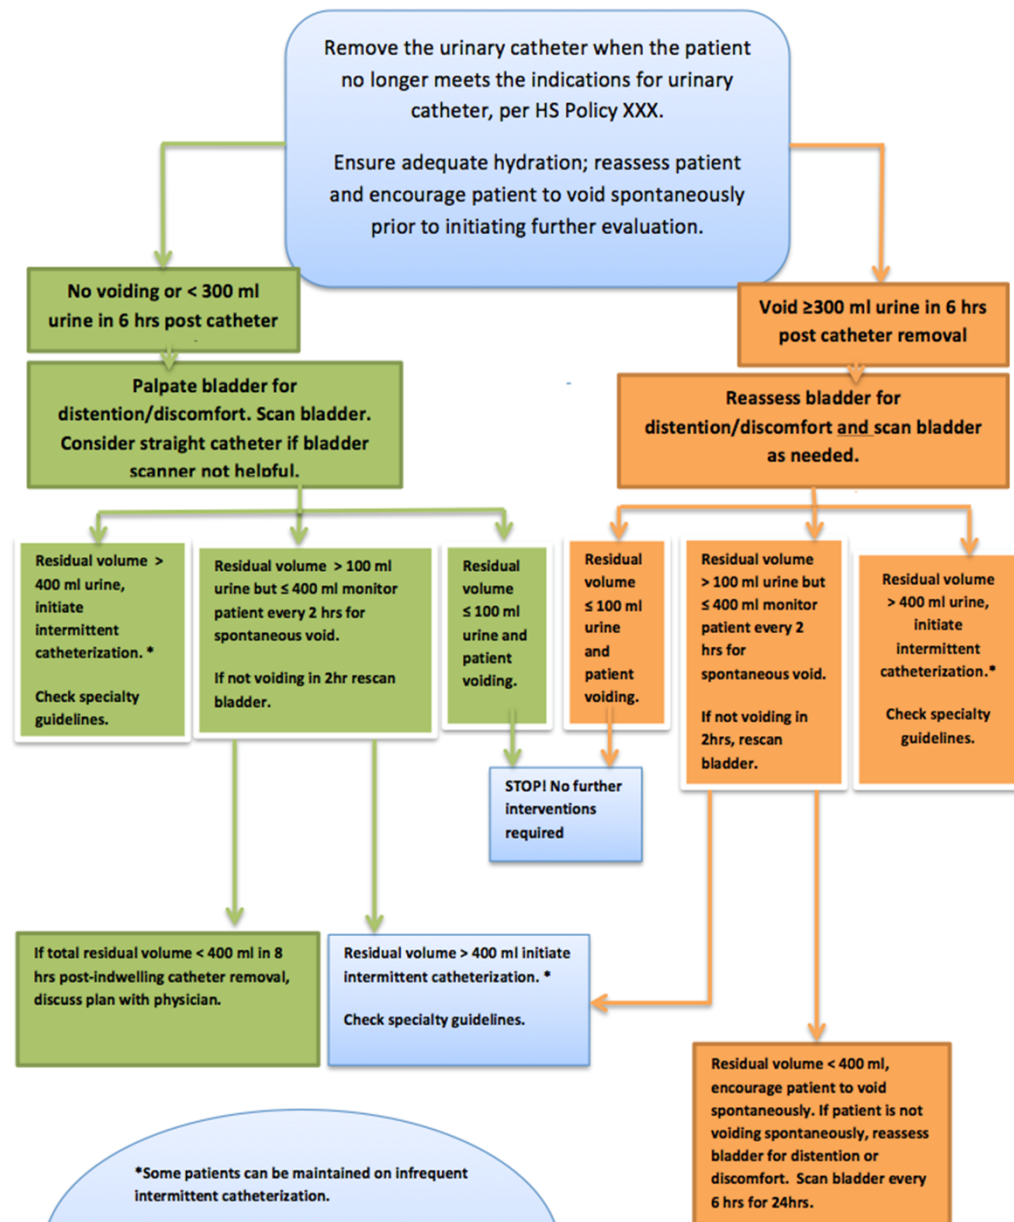 Remove the urinary catheter when the patient
no longer meets the indications for urinary
catheter, per HS Policy XXX.
Ensure adequate hydration; reassess patient
and encourage patient to void spontaneously
prior to initiating further evaluation.
No voiding or < 300 ml
urine in 6 hrs post catheter
Void ≥300 ml urine in 6 hrs
post catheter removal
Palpate bladder for
distention/discomfort. Scan bladder.
Consider straight catheter if bladder
scanner not helpful.
Reassess bladder for
distention/discomfort and scan bladder
as needed.
Residual volume >
400 ml urine,
initiate
intermittent
catheterization. *
Check specialty
guidelines.
Residual volume > 100 ml
urine but ≤ 400 ml monitor
patient every 2 hrs for
spontaneous void.
If not voiding in 2hr rescan
bladder.
Residual
volume
≤ 100 ml
urine and
patient
voiding.
Residual
volume
≤ 100 ml
urine
and
patient
voiding.
Residual volume
> 100 ml urine but
≤ 400 ml monitor
patient every 2
hrs for
spontaneous void.
If not voiding in
2hrs, rescan
bladder.
Residual volume
> 400 ml urine,
initiate
intermittent
catheterization.*
Check specialty
guidelines.
STOP! No further
interventions
required
If total residual volume < 400 ml in 8
hrs post-indwelling catheter removal,
discuss plan with physician.
Residual volume > 400 ml initiate
intermittent catheterization. *
Check specialty guidelines.
Residual volume < 400 ml,
encourage patient to void
spontaneously. If patient is not
voiding spontaneously, reassess
bladder for distention or
discomfort. Scan bladder every
6 hrs for 24hrs.
*Some patients can be maintained on infrequent
intermittent catheterization.